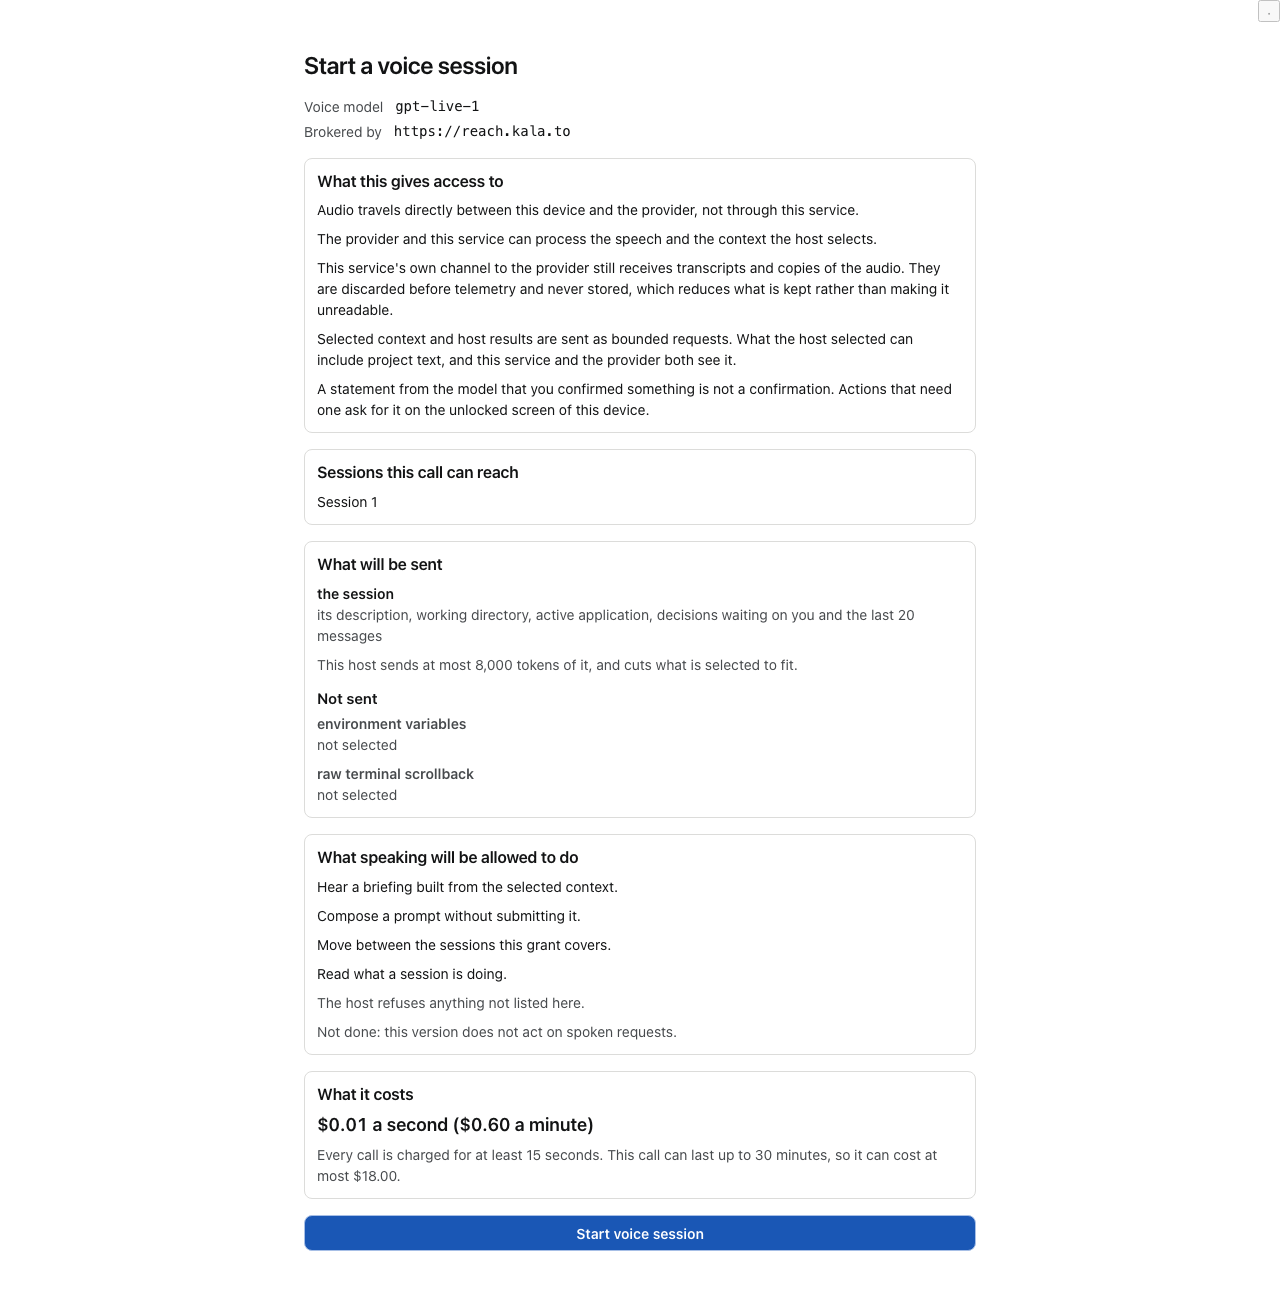 Start a voice session
Voice model gpt-live-1
Brokered by https://reach.kala.to
What this gives access to
Audio travels directly between this device and the provider, not through this service.
The provider and this service can process the speech and the context the host selects.
This service's own channel to the provider still receives transcripts and copies of the audio. They
are discarded before telemetry and never stored, which reduces what is kept rather than making it
unreadable.
Selected context and host results are sent as bounded requests. What the host selected can
include project text, and this service and the provider both see it.
A statement from the model that you confirmed something is not a confirmation. Actions that need
one ask for it on the unlocked screen of this device.
Sessions this call can reach
Session 1
What will be sent
the session
its description, working directory, active application, decisions waiting on you and the last 20
messages
This host sends at most 8,000 tokens of it, and cuts what is selected to fit.
Not sent
environment variables
not selected
raw terminal scrollback
not selected
What speaking will be allowed to do
Hear a briefing built from the selected context.
Compose a prompt without submitting it.
Move between the sessions this grant covers.
Read what a session is doing.
The host refuses anything not listed here.
Not done: this version does not act on spoken requests.
What it costs
$0.01 a second ($0.60 a minute)
Every call is charged for at least 15 seconds. This call can last up to 30 minutes, so it can cost at
most $18.00.
Start voice session